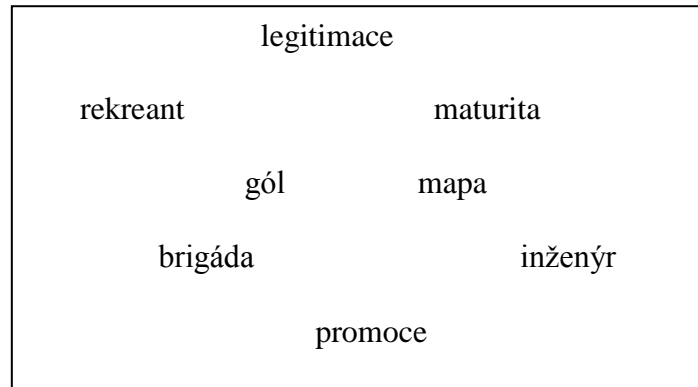 legitimace
rekreant maturita
gól mapa
brigáda inženýr
promoce